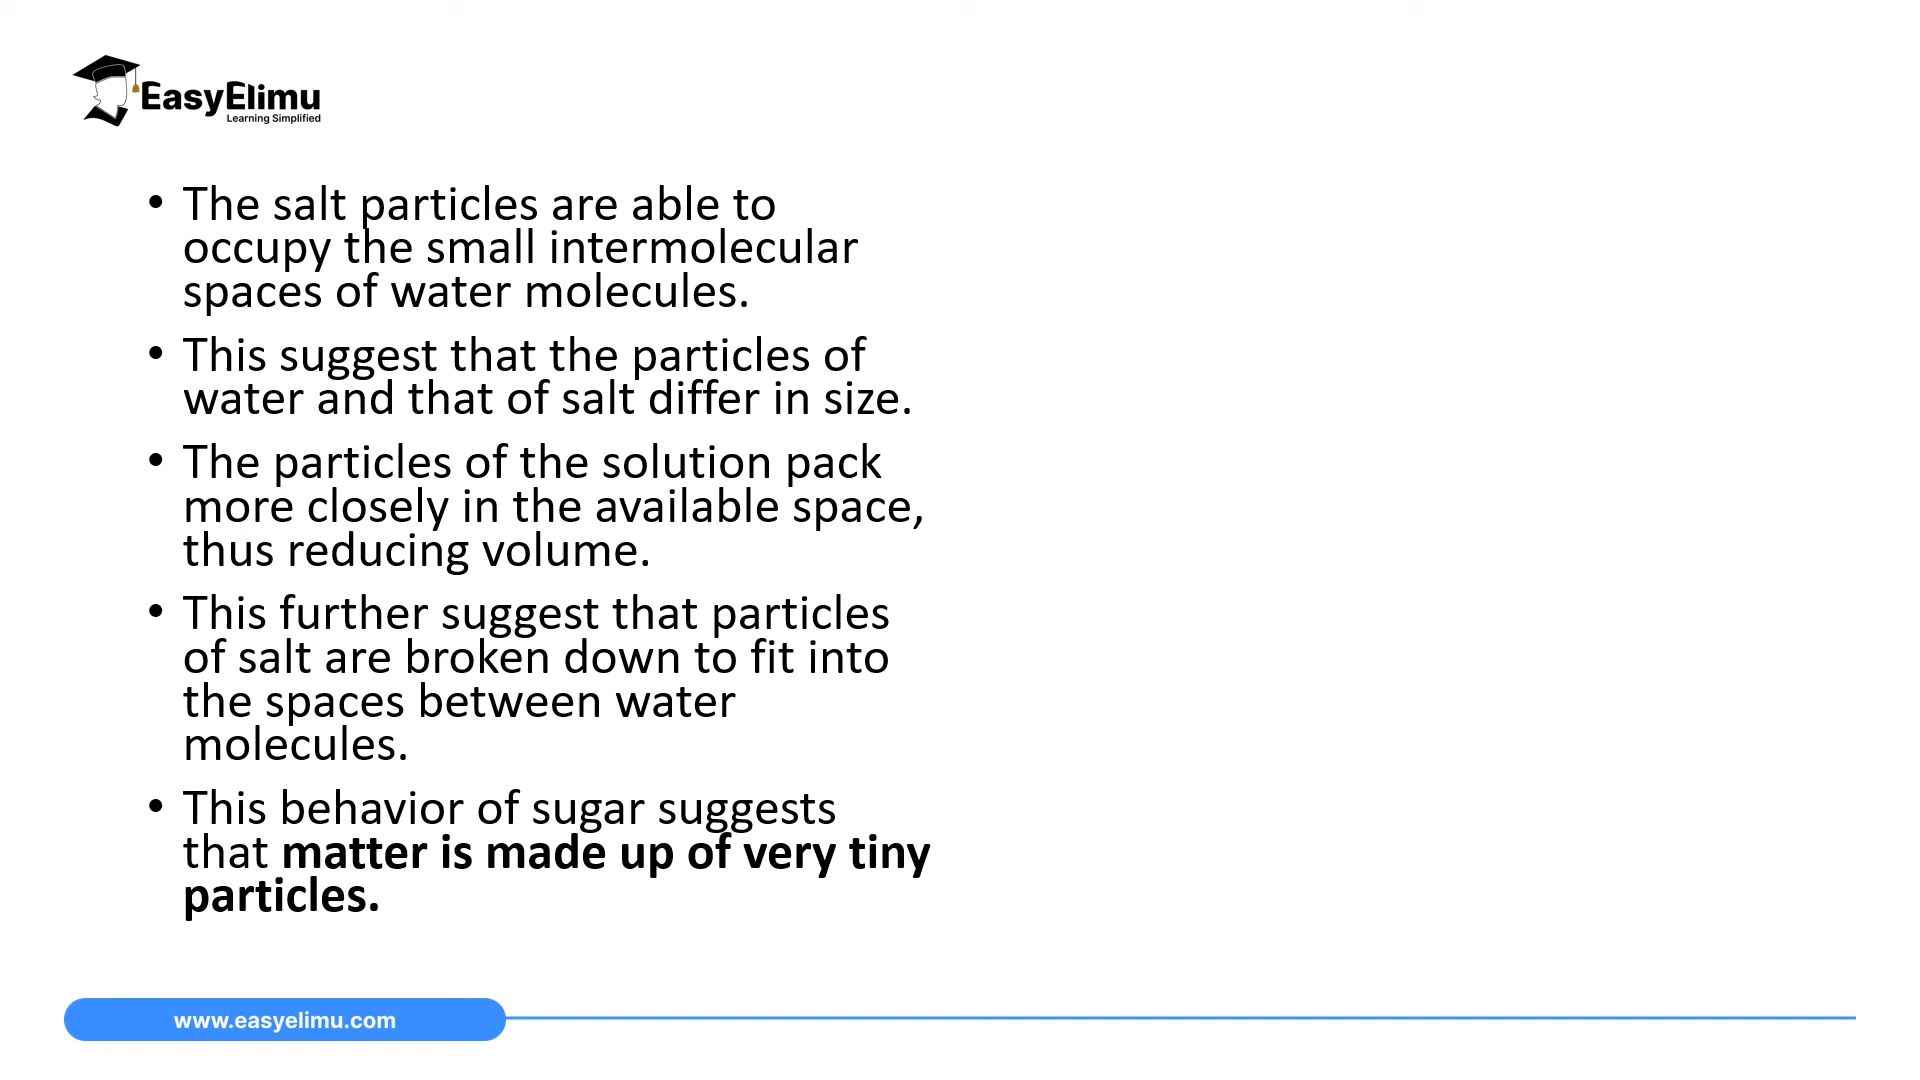 EasyElimu
Learning Simplified
• The salt particles are able to
occupy the small intermolecular
spaces of water molecules.
• This suggest that the particles of
water and that of salt differ in size.
• The particles of the solution pack
more closely in the available space,
thus reducing volume.
• This further suggest that particles
of salt are broken down to fit into
the spaces between water
molecules.
• This behavior of sugar suggests
that matter is made up of very tiny
particles.
www.easyelimu.com